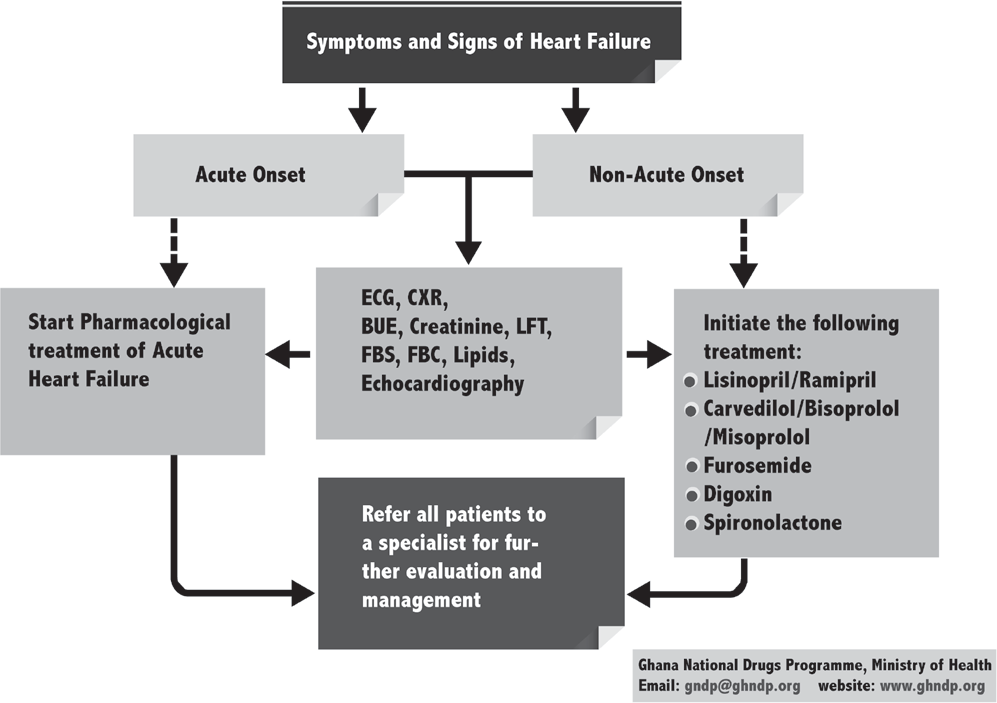 Symptoms and Signs of Heart Failure
Acute Onset
Non-Acute Onset
Start Pharmacological
treatment of Acute
Heart Failure
ECG, CXR,
BUE, Creatinine, LFT,
FBS, FBC, Lipids,
Echocardiography
Initiate the following
treatment:
Lisinopril/Ramipril
Carvedilol/Bisoprolol
/Misoprolol
Furosemide
Digoxin
Spironolactone
Refer all patients to
a specialist for fur-
ther evaluation and
management
Ghana National Drugs Programme, Ministry of Health
Email: gndp@ghndp.org website: www.ghndp.org